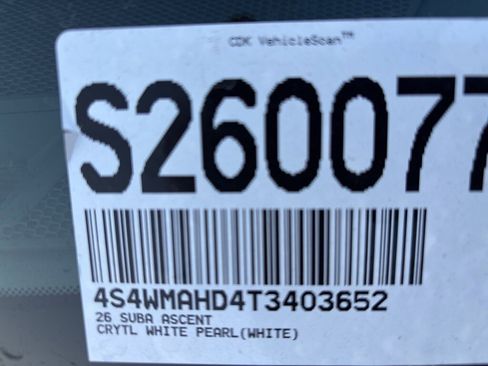 CDK VehicleScan™
S260077
4S4WMAHD4T3403652
26 SUBA ASCENT
CRYTL WHITE PEARL(WHITE)